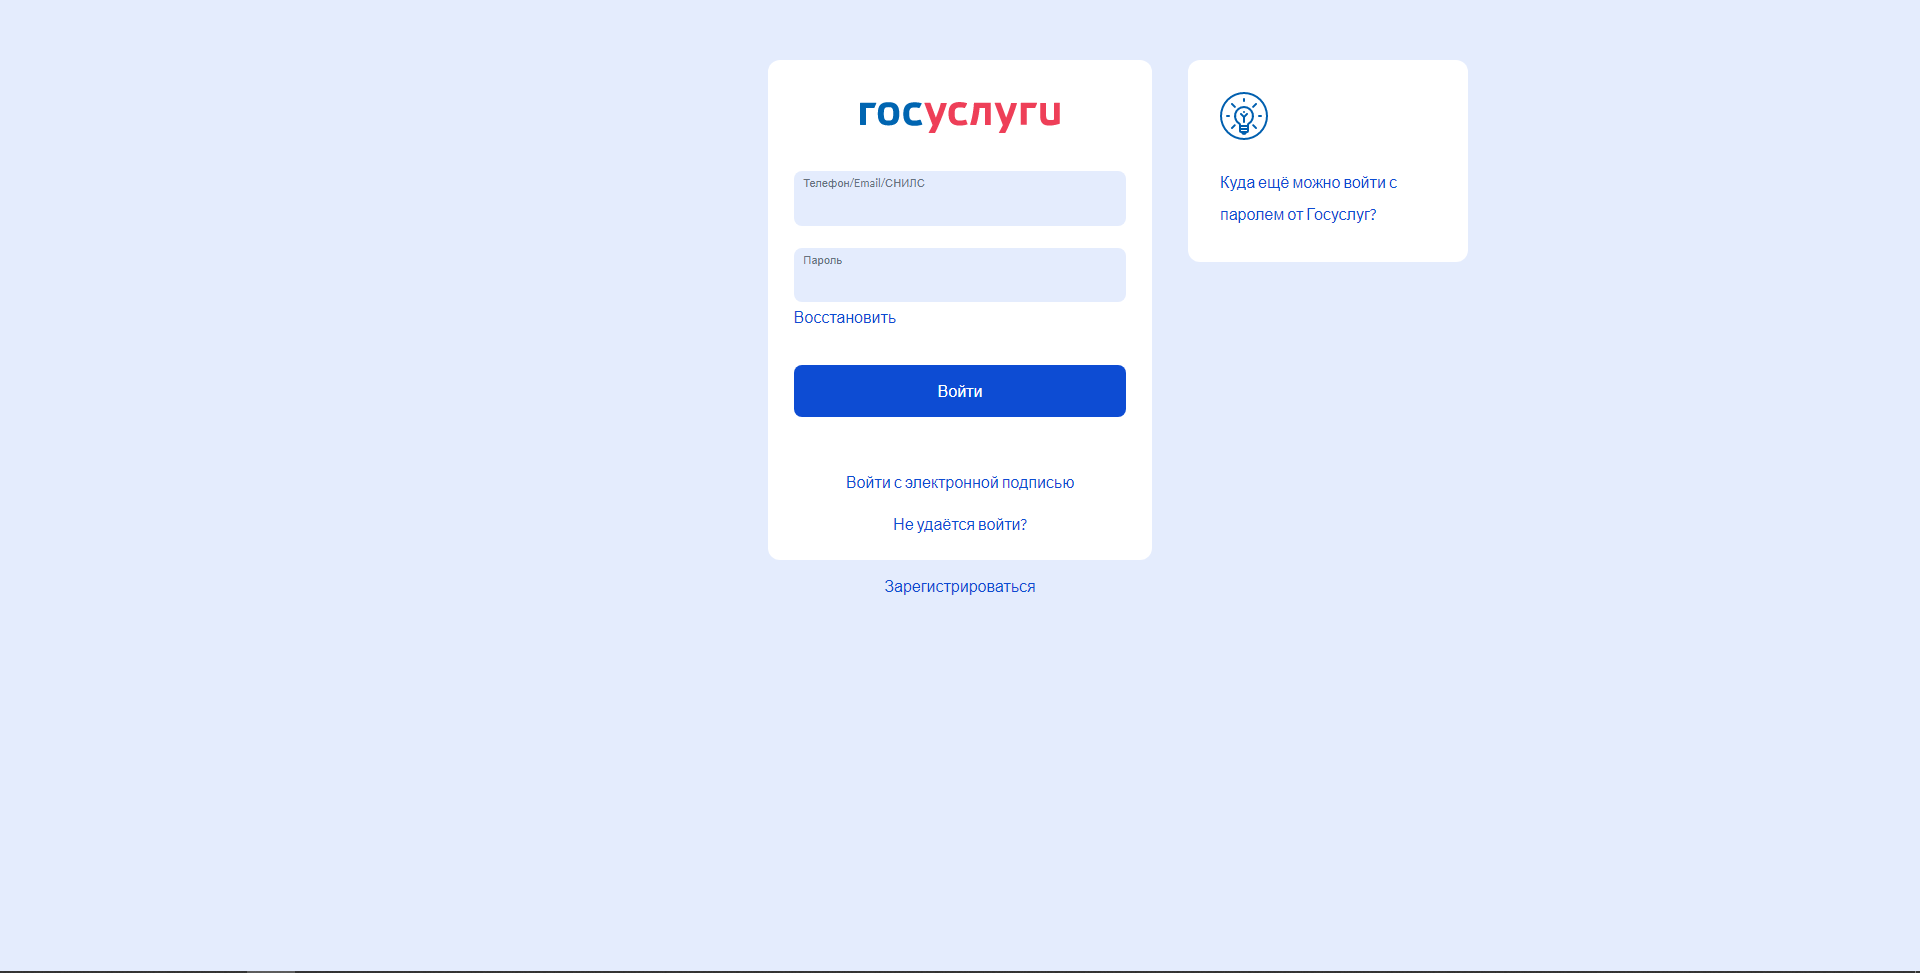 госуслуги
Телефон/Email/СНИЛС
Пароль
Восстановить
Войти
Войти с электронной подписью
Не удаётся войти?
Зарегистрироваться
Куда ещё можно войти с
паролем от Госуслуг?